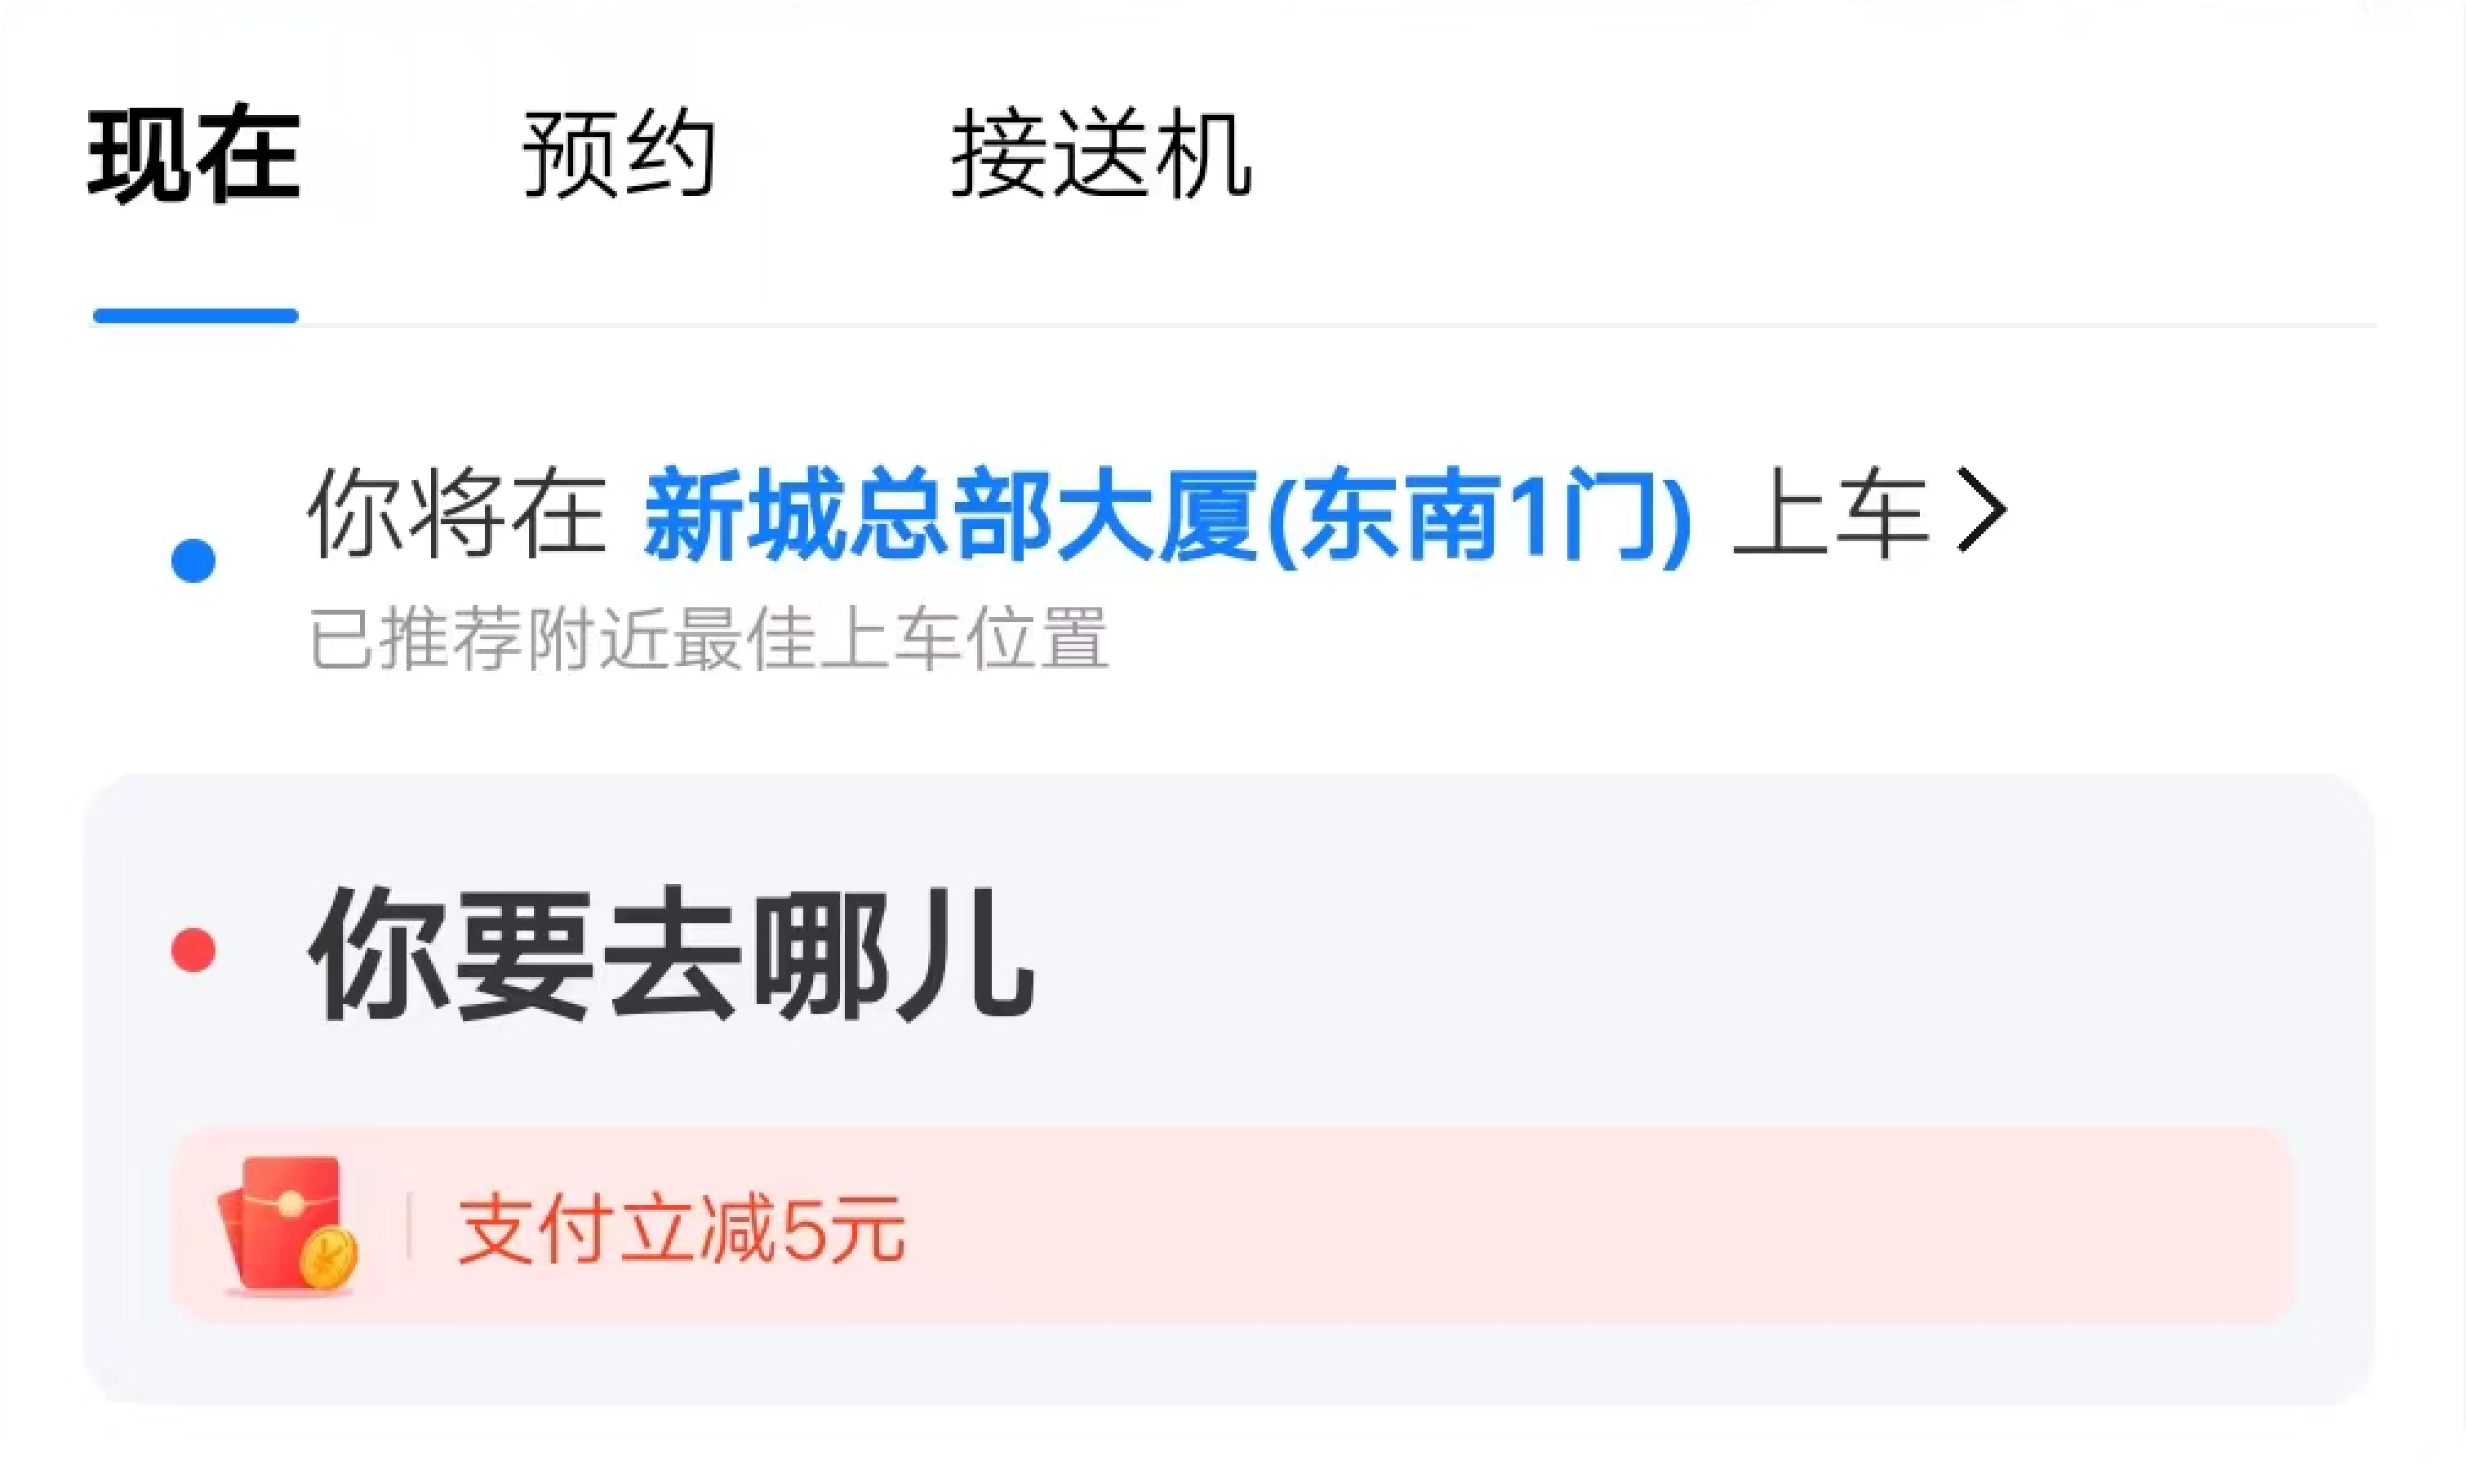 现在 预约 接送机
你将在 新城总部大厦(东南1门) 上车>
已推荐附近最佳上车位置
你要去哪儿
支付立减5元